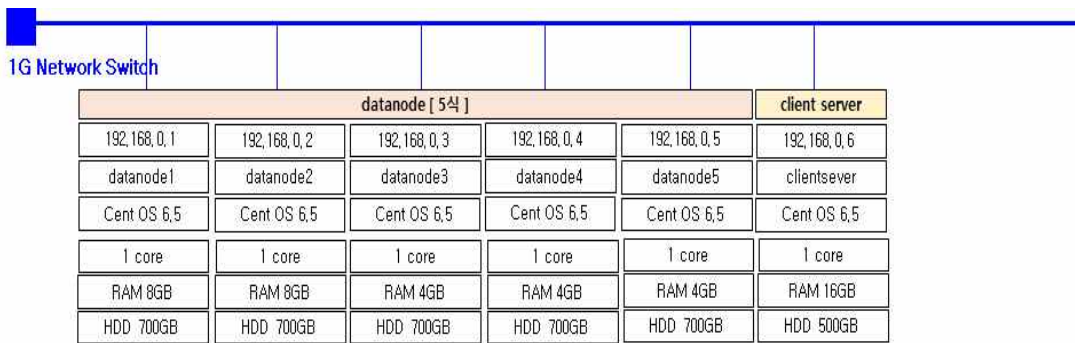 1G Network Switch
datanode [ 5식 ] client server
192,168,0,1 192,168,0,2 192,168,0,3 192,168,0,4 192,168,0,5 192,168,0,6
datanode1 datanode2 datanode3 datanode4 datanode5 clientsever
Cent OS 6,5 Cent OS 6,5 Cent OS 6,5 Cent OS 6,5 Cent OS 6,5 Cent OS 6,5
1 core 1 core 1 core 1 core 1 core 1 core
RAM 8GB RAM 8GB RAM 4GB RAM 4GB RAM 4GB RAM 16GB
HDD 700GB HDD 700GB HDD 700GB HDD 700GB HDD 700GB HDD 500GB